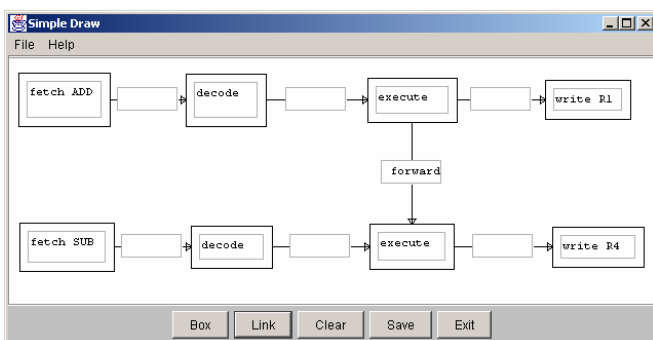 Simple Draw
File Help
fetch ADD decode execute write R1
forward
fetch SUB decode execute write R4
Box Link Clear Save Exit